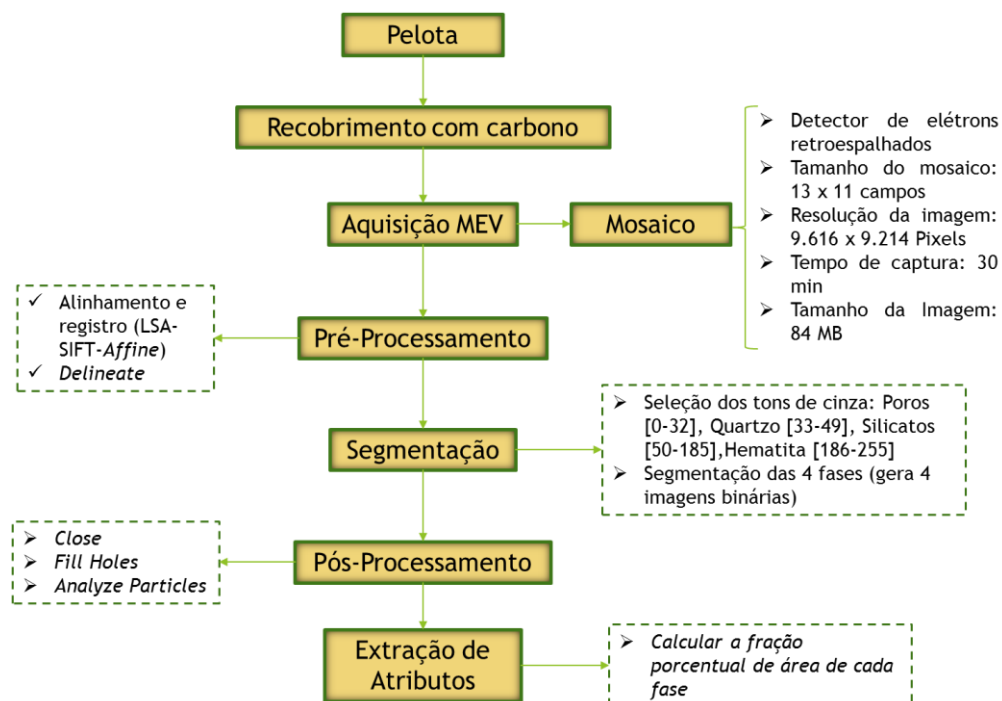 Pelota
Recobrimento com carbono
Aquisição MEV
Mosaico
➢ Detector de elétrons
retroespalhados
➢ Tamanho do mosaico:
13 x 11 campos
➢ Resolução da imagem:
9.616 x 9.214 Pixels
➢ Tempo de captura: 30
min
➢ Tamanho da Imagem:
84 MB
✓ Alinhamento e
registro (LSA-
SIFT-Affine)
✓ Delineate
Pré-Processamento
Segmentação
➢ Seleção dos tons de cinza: Poros
[0-32], Quartzo [33-49], Silicatos
[50-185],Hematita [186-255]
➢ Segmentação das 4 fases (gera 4
imagens binárias)
➢ Close
➢ Fill Holes
➢ Analyze Particles
Pós-Processamento
Extração de
Atributos
➢ Calcular a fração
porcentual de área de cada
fase